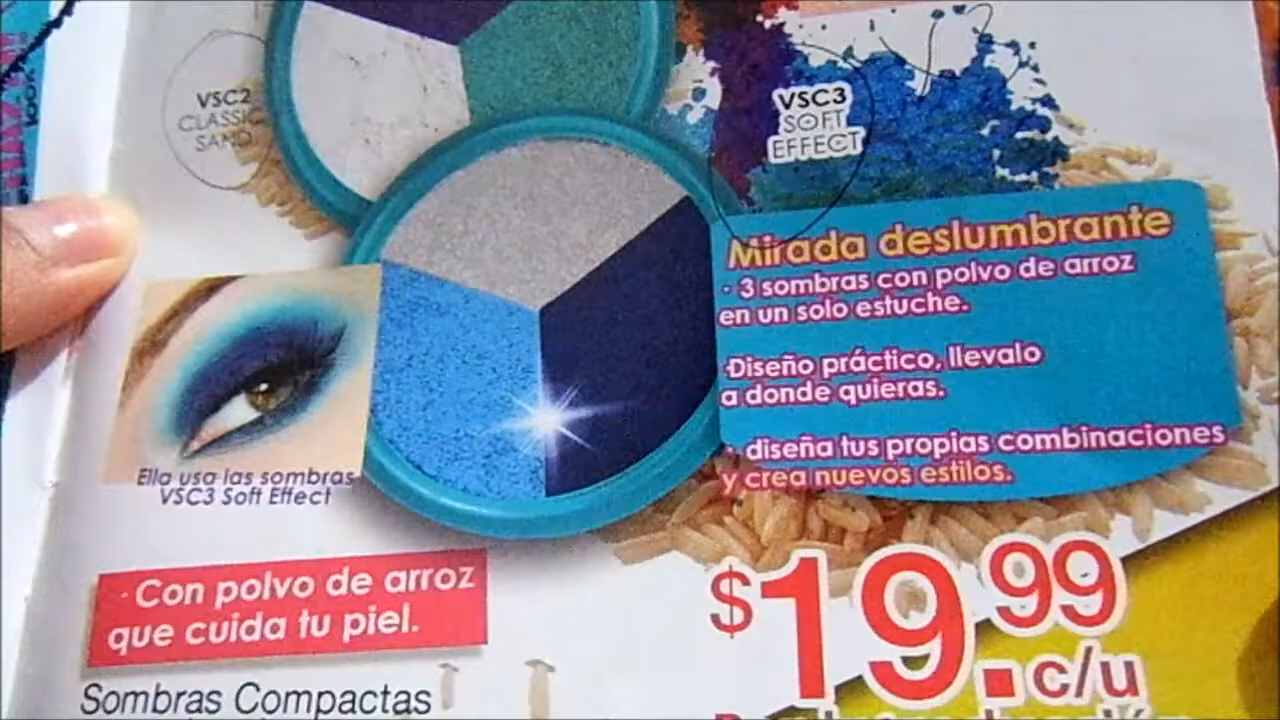 VSC2
CLASSIC
SAND
VSC3
SOFT
EFFECT
Mirada deslumbrante
· 3 sombras con polvo de arroz
en un solo estuche.
·Diseño práctico, llevalo
a donde quieras.
· diseña tus propias combinaciones
y crea nuevos estilos.
Ella usa las sombras
VSC3 Soft Effect
· Con polvo de arroz
que cuida tu piel.
$19.99
c/u
Sombras Compactas